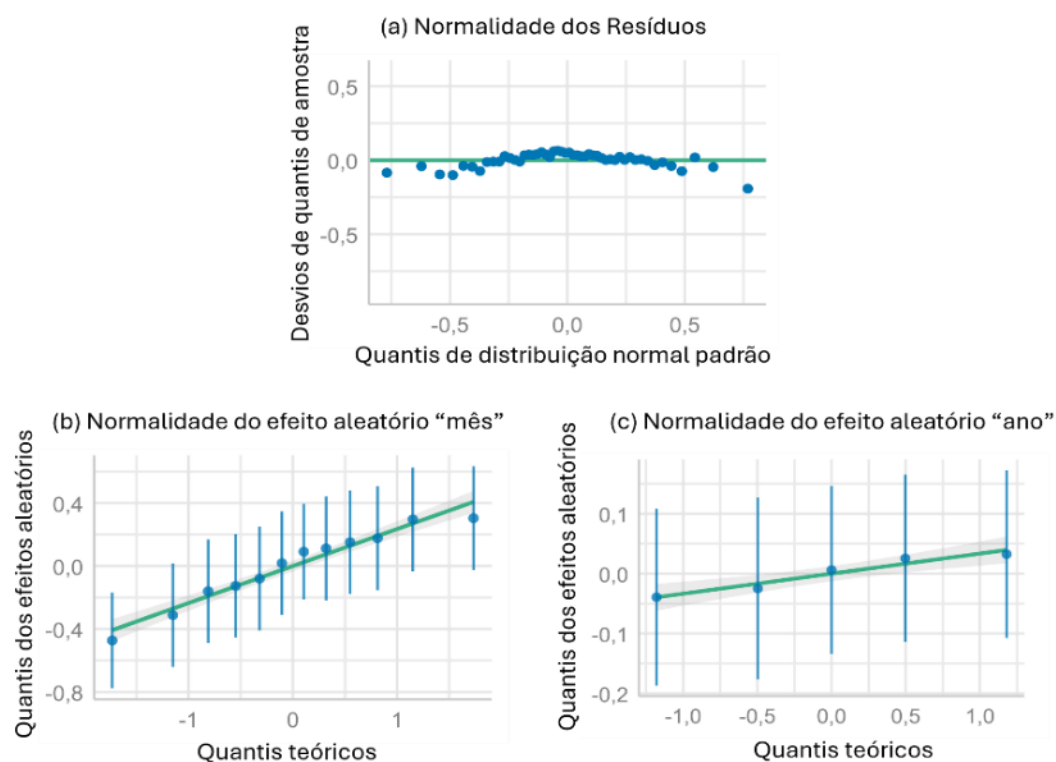 (a) Normalidade dos Resíduos
Desvios de quantis de amostra
0,5
0,0
-0,5
-0,5 0,0 0,5
Quantis de distribuição normal padrão
(b) Normalidade do efeito aleatório “mês”
Quantis dos efeitos aleatórios
0,4
0,0
-0,4
-0,8
-1 0 1
Quantis teóricos
(c) Normalidade do efeito aleatório “ano”
Quantis dos efeitos aleatórios
0,1
0,0
-0,1
-0,2
-1,0 -0,5 0,0 0,5 1,0
Quantis teóricos